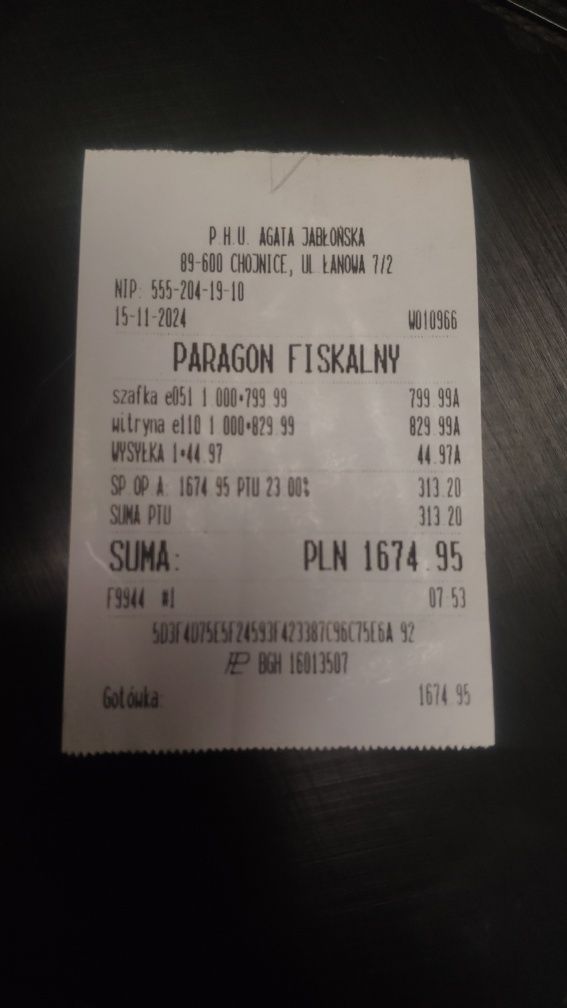 P.H.U. AGATA JABŁOŃSKA
89-600 CHOJNICE, UL.ŁANOWA 7/2
NIP: 555-204-19-10
15-11-2024 W010966
PARAGON FISKALNY
szafka e051 1.000*799.99 799.99A
witryna e110 1.000*829.99 829.99A
WYSYŁKA 1*44.97 44.97A
SP.OP.A: 1674.95 PTU 23.00% 313.20
SUMA PTU 313.20
SUMA: PLN 1674.95
F9944 #1 07:53
5D3F4D75E5F24593F423387C96C75E6A 92
BGH 16013507
Gotówka: 1674.95